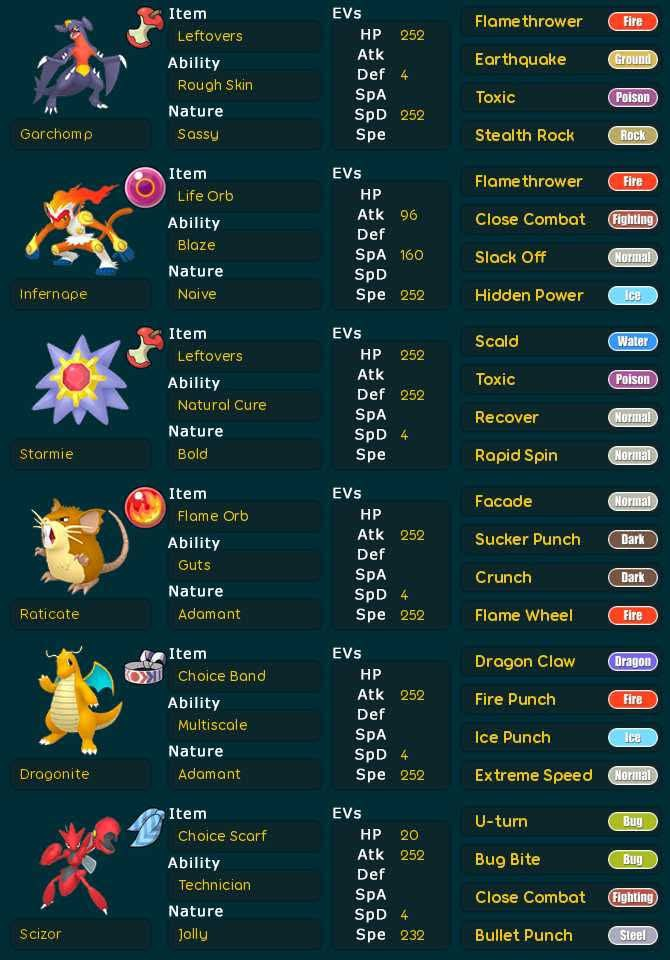 Garchomp
Item
Leftovers
Ability
Rough Skin
Nature
Sassy
EVs
HP 252
Atk
Def 4
SpA
SpD 252
Spe
Flamethrower Fire
Earthquake Ground
Toxic Poison
Stealth Rock Rock
Infernape
Item
Life Orb
Ability
Blaze
Nature
Naive
EVs
HP
Atk 96
Def
SpA 160
SpD
Spe 252
Flamethrower Fire
Close Combat Fighting
Slack Off Normal
Hidden Power Ice
Starmie
Item
Leftovers
Ability
Natural Cure
Nature
Bold
EVs
HP 252
Atk
Def 252
SpA
SpD 4
Spe
Scald Water
Toxic Poison
Recover Normal
Rapid Spin Normal
Raticate
Item
Flame Orb
Ability
Guts
Nature
Adamant
EVs
HP
Atk 252
Def
SpA
SpD 4
Spe 252
Facade Normal
Sucker Punch Dark
Crunch Dark
Flame Wheel Fire
Dragonite
Item
Choice Band
Ability
Multiscale
Nature
Adamant
EVs
HP
Atk 252
Def
SpA
SpD 4
Spe 252
Dragon Claw Dragon
Fire Punch Fire
Ice Punch Ice
Extreme Speed Normal
Scizor
Item
Choice Scarf
Ability
Technician
Nature
Jolly
EVs
HP 20
Atk 252
Def
SpA
SpD 4
Spe 232
U-turn Bug
Bug Bite Bug
Close Combat Fighting
Bullet Punch Steel